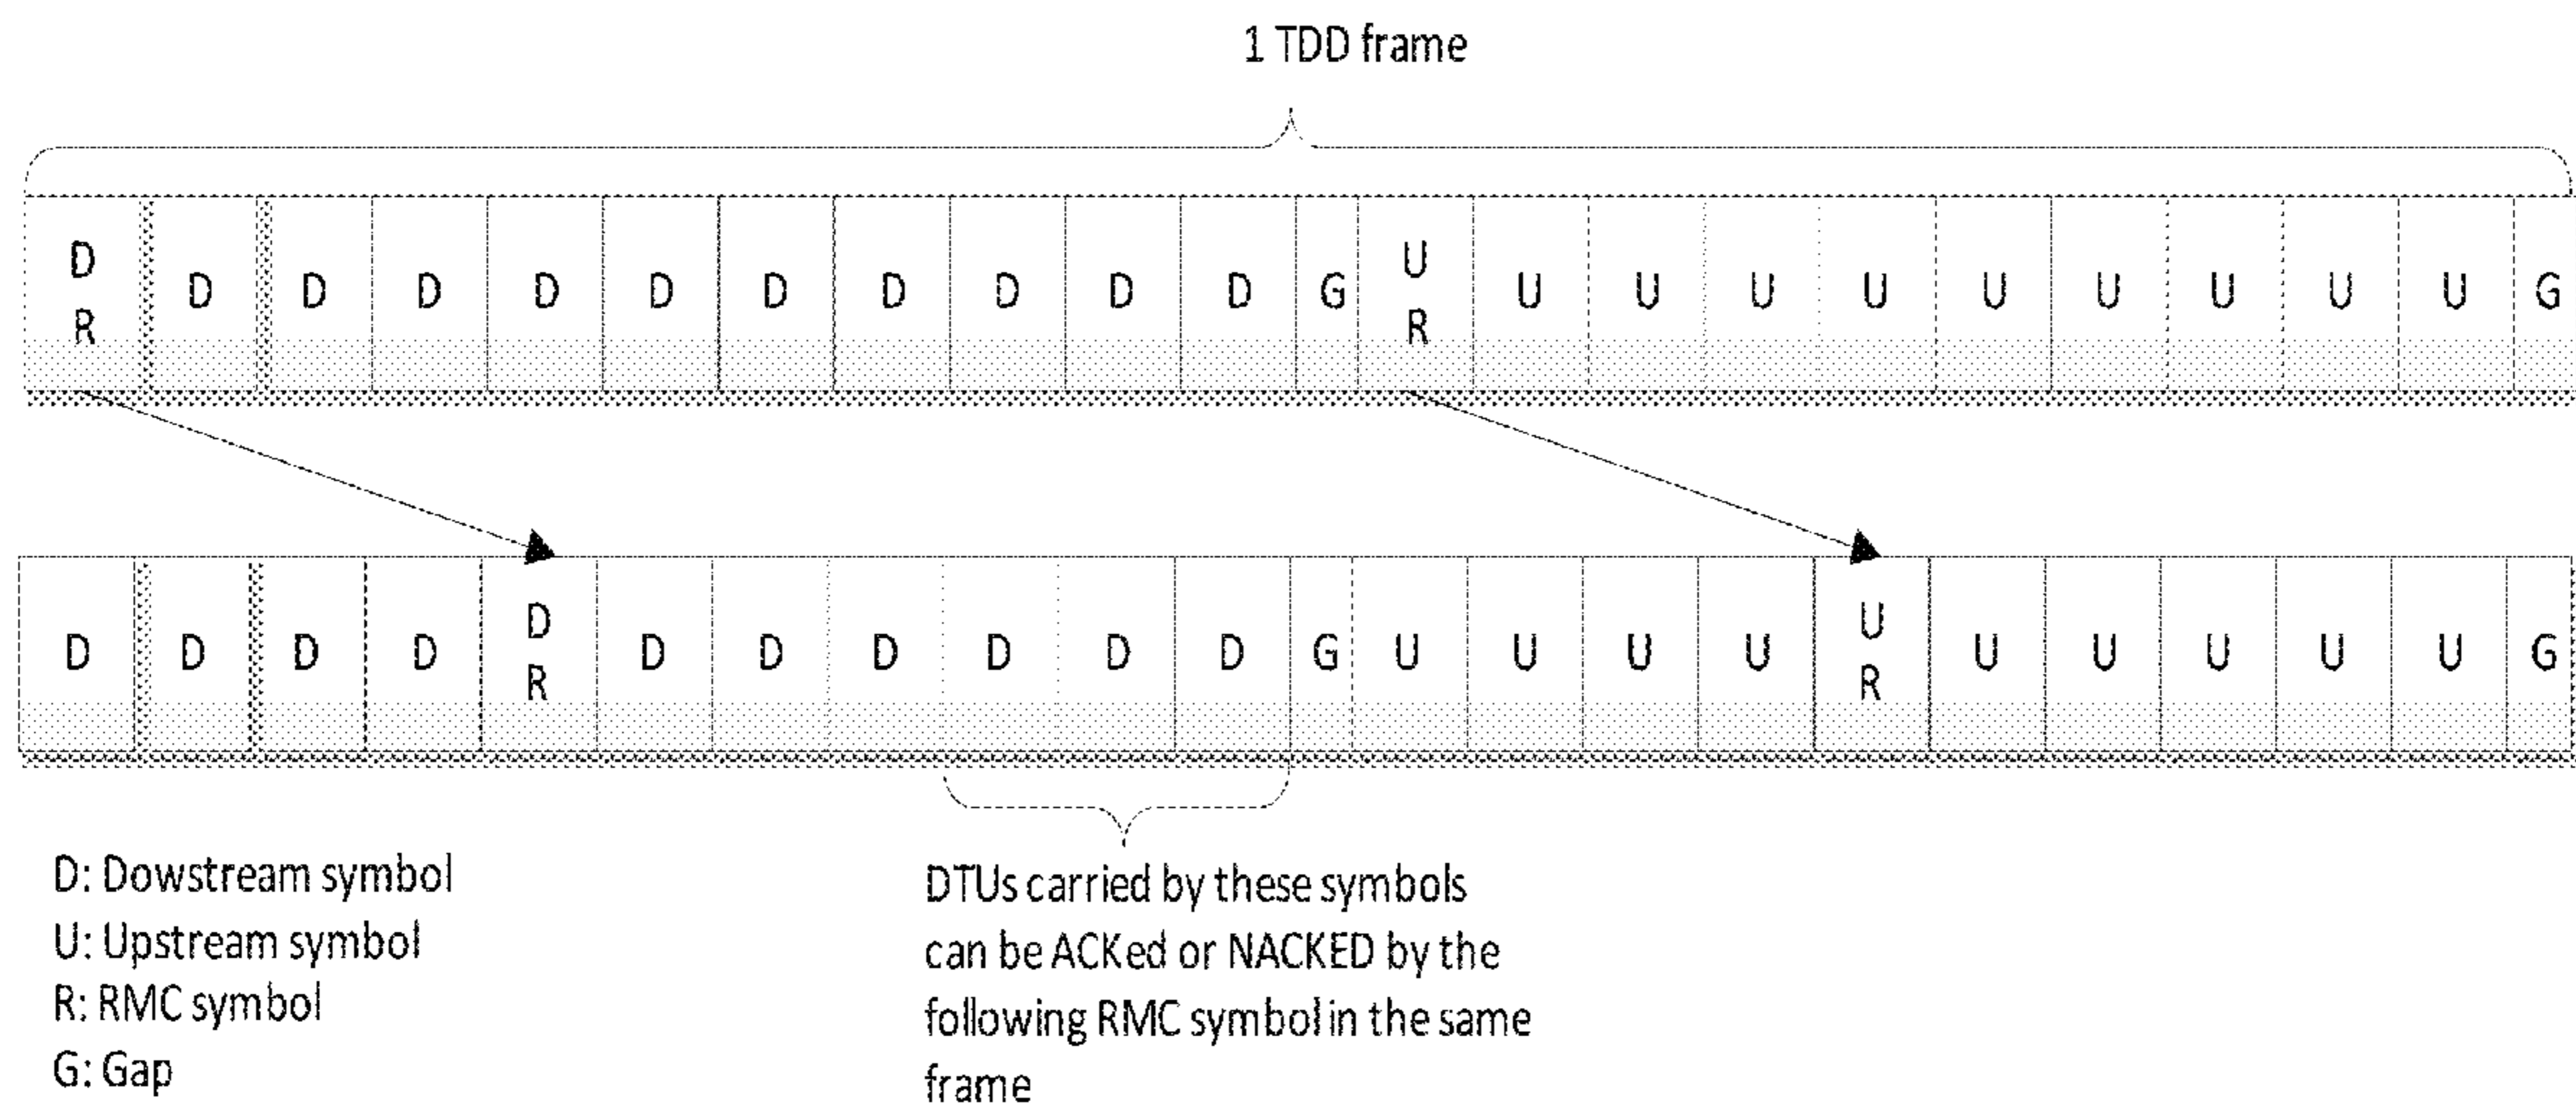 1 TDD frame
D R D D D D D D D D D D G U R U U U U U U U U U G
D D D D D R D D D D D D G U U U U U R U U U U U G
D: Dowstream symbol
U: Upstream symbol
R: RMC symbol
G: Gap
DTUs carried by these symbols
can be ACKed or NACKED by the
following RMC symbol in the same
frame